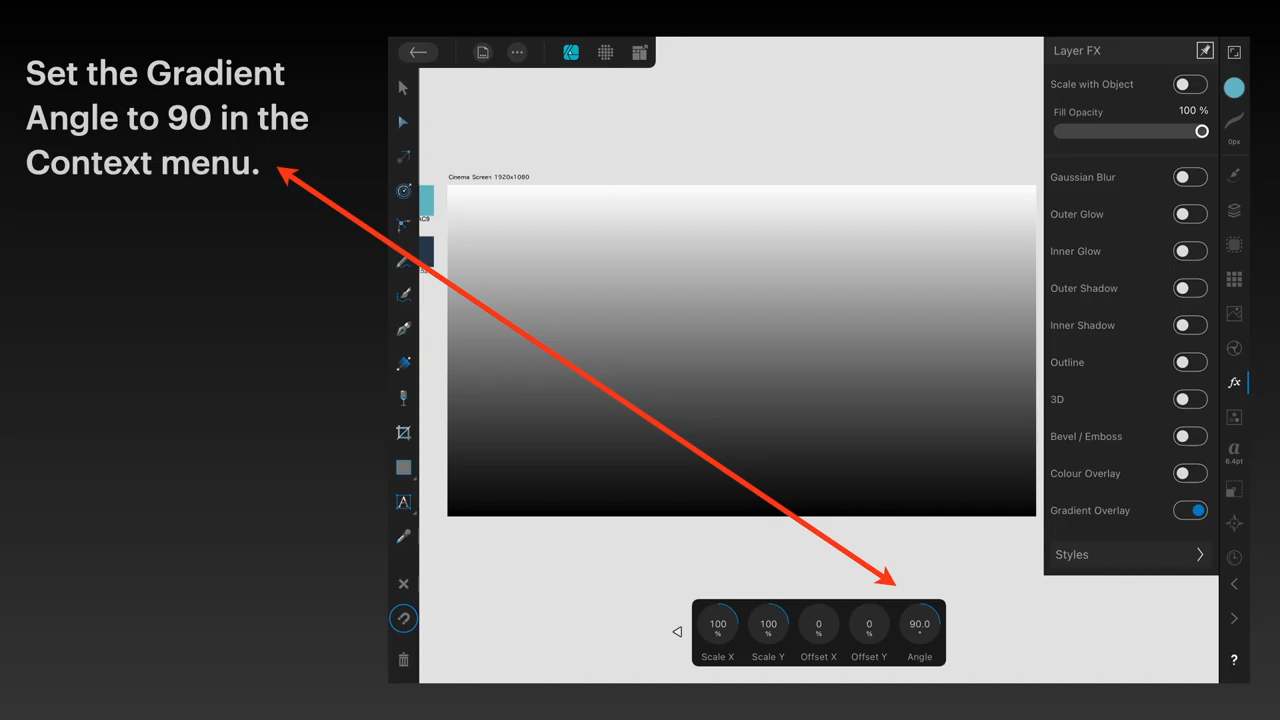 Set the Gradient
Angle to 90 in the
Context menu.
Layer FX
Scale with Object
Fill Opacity
100 %
0px
Cinema Screen 1920x1080
AC9
Gaussian Blur
Outer Glow
Inner Glow
Outer Shadow
Inner Shadow
Outline
fx
3D
Bevel / Emboss
a
6.4pt
Colour Overlay
A
Gradient Overlay
Styles
100
%
100
%
0
%
0
%
90.0
°
Scale X
Scale Y
Offset X
Offset Y
Angle
?